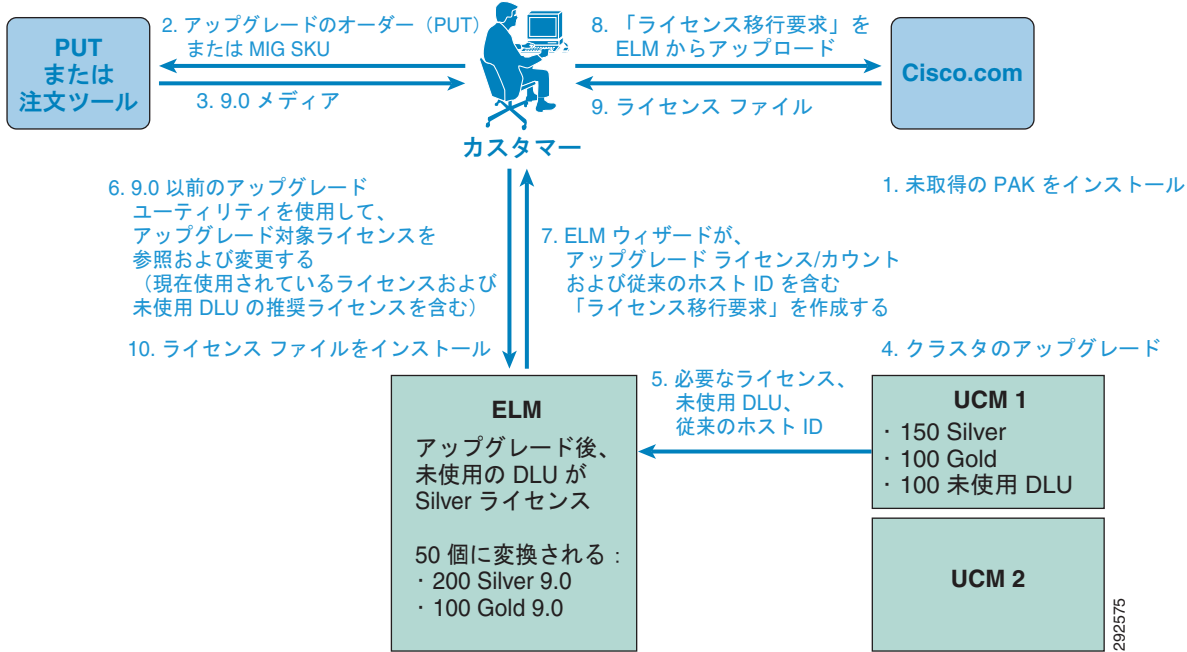 PUT
または
注文ツール
2. アップグレードのオーダー（PUT）
または MIG SKU
3. 9.0 メディア
カスタマー
8. 「ライセンス移行要求」を
ELM からアップロード
9. ライセンス ファイル
Cisco.com
1. 未取得の PAK をインストール
6. 9.0 以前のアップグレード
ユーティリティを使用して、
アップグレード対象ライセンスを
参照および変更する
（現在使用されているライセンスおよび
未使用 DLU の推奨ライセンスを含む）
7. ELM ウィザードが、
アップグレード ライセンス/カウント
および従来のホスト ID を含む
「ライセンス移行要求」を作成する
10. ライセンス ファイルをインストール
4. クラスタのアップグレード
5. 必要なライセンス、
未使用 DLU、
従来のホスト ID
ELM
アップグレード後、
未使用の DLU が
Silver ライセンス
50 個に変換される：
・200 Silver 9.0
・100 Gold 9.0
UCM 1
・150 Silver
・100 Gold
・100 未使用 DLU
UCM 2
292575